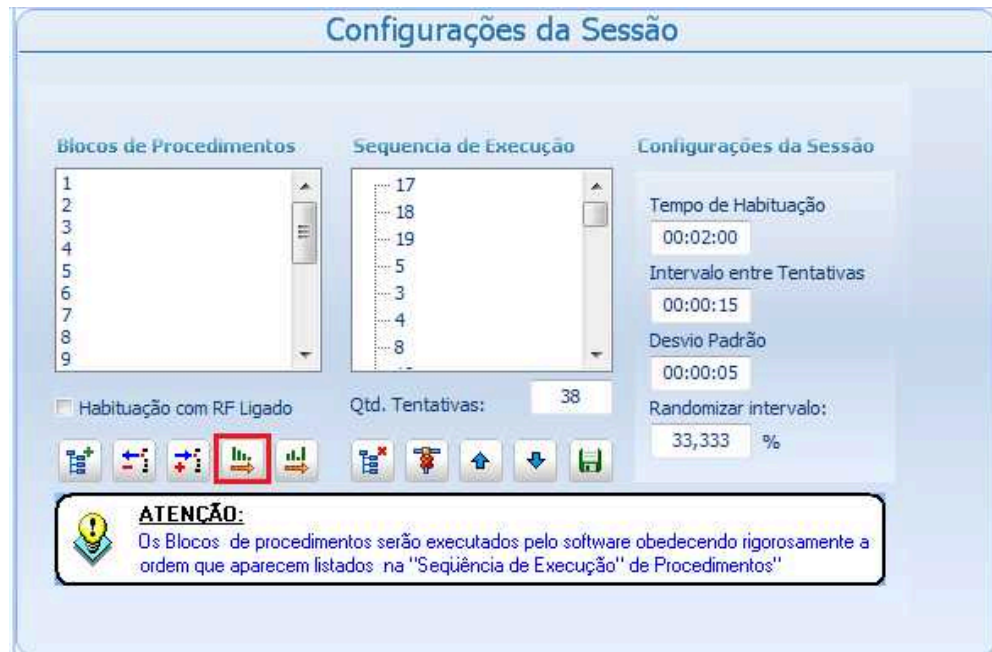 Configurações da Sessão
Blocos de Procedimentos
1
2
3
4
5
6
7
8
9
Habituação com RF Ligado
Sequencia de Execução
17
18
19
5
3
4
8
Qtd. Tentativas: 38
Configurações da Sessão
Tempo de Habituação
00:02:00
Intervalo entre Tentativas
00:00:15
Desvio Padrão
00:00:05
Randomizar intervalo:
33,333 %
ATENÇÃO:
Os Blocos de procedimentos serão executados pelo software obedecendo rigorosamente a
ordem que aparecem listados na "Seqüência de Execução" de Procedimentos"